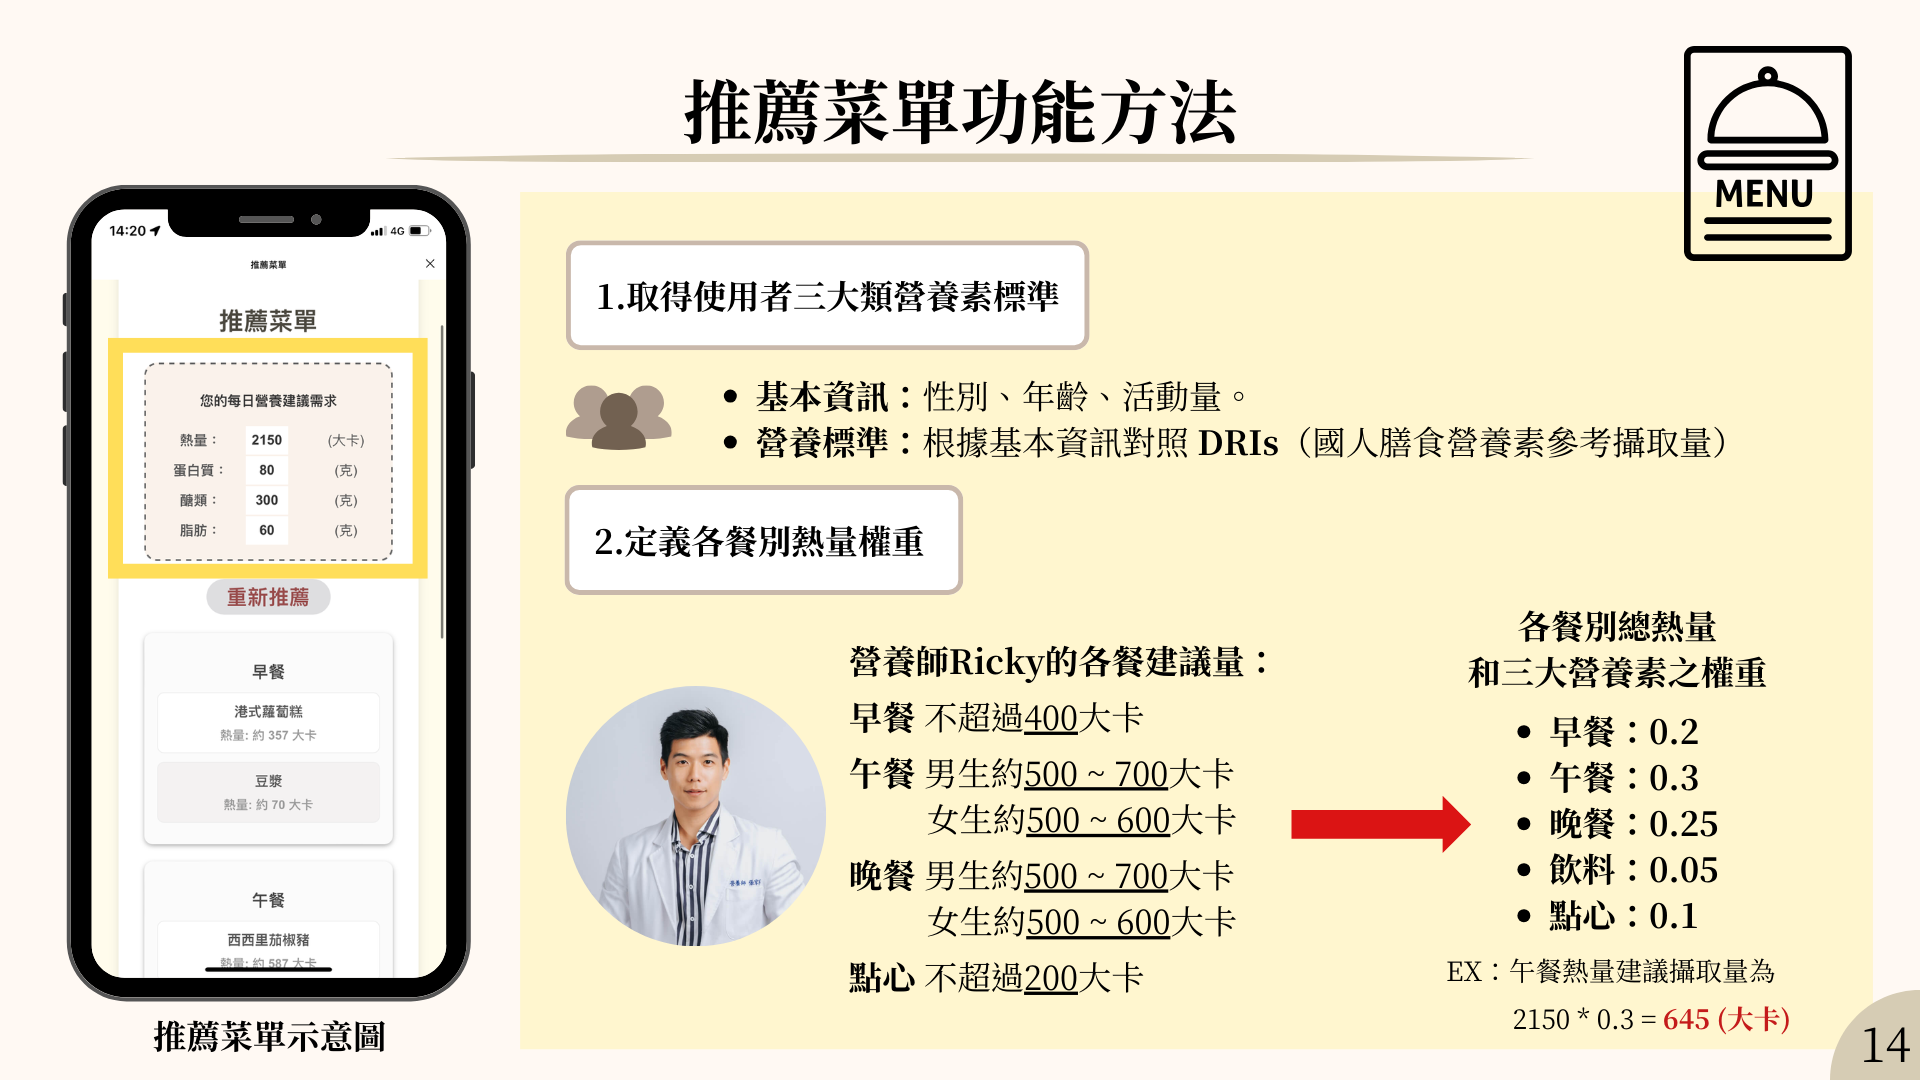 推薦菜單功能方法
MENU
14:20
4G
推薦菜單
推薦菜單
您的每日營養建議需求
熱量： 2150 (大卡)
蛋白質： 80 (克)
醣類： 300 (克)
脂肪： 60 (克)
重新推薦
早餐
港式蘿蔔糕
熱量: 約 357 大卡
豆漿
熱量: 約 70 大卡
午餐
西西里茄椒豬
熱量: 約 587 大卡
推薦菜單示意圖
1.取得使用者三大類營養素標準
基本資訊：性別、年齡、活動量。
營養標準：根據基本資訊對照 DRIs（國人膳食營養素參考攝取量）
2.定義各餐別熱量權重
營養師Ricky的各餐建議量：
早餐 不超過400大卡
午餐 男生約500 ~ 700大卡
女生約500 ~ 600大卡
晚餐 男生約500 ~ 700大卡
女生約500 ~ 600大卡
點心 不超過200大卡
各餐別總熱量
和三大營養素之權重
早餐：0.2
午餐：0.3
晚餐：0.25
飲料：0.05
點心：0.1
EX：午餐熱量建議攝取量為
2150 * 0.3 = 645 (大卡)
14